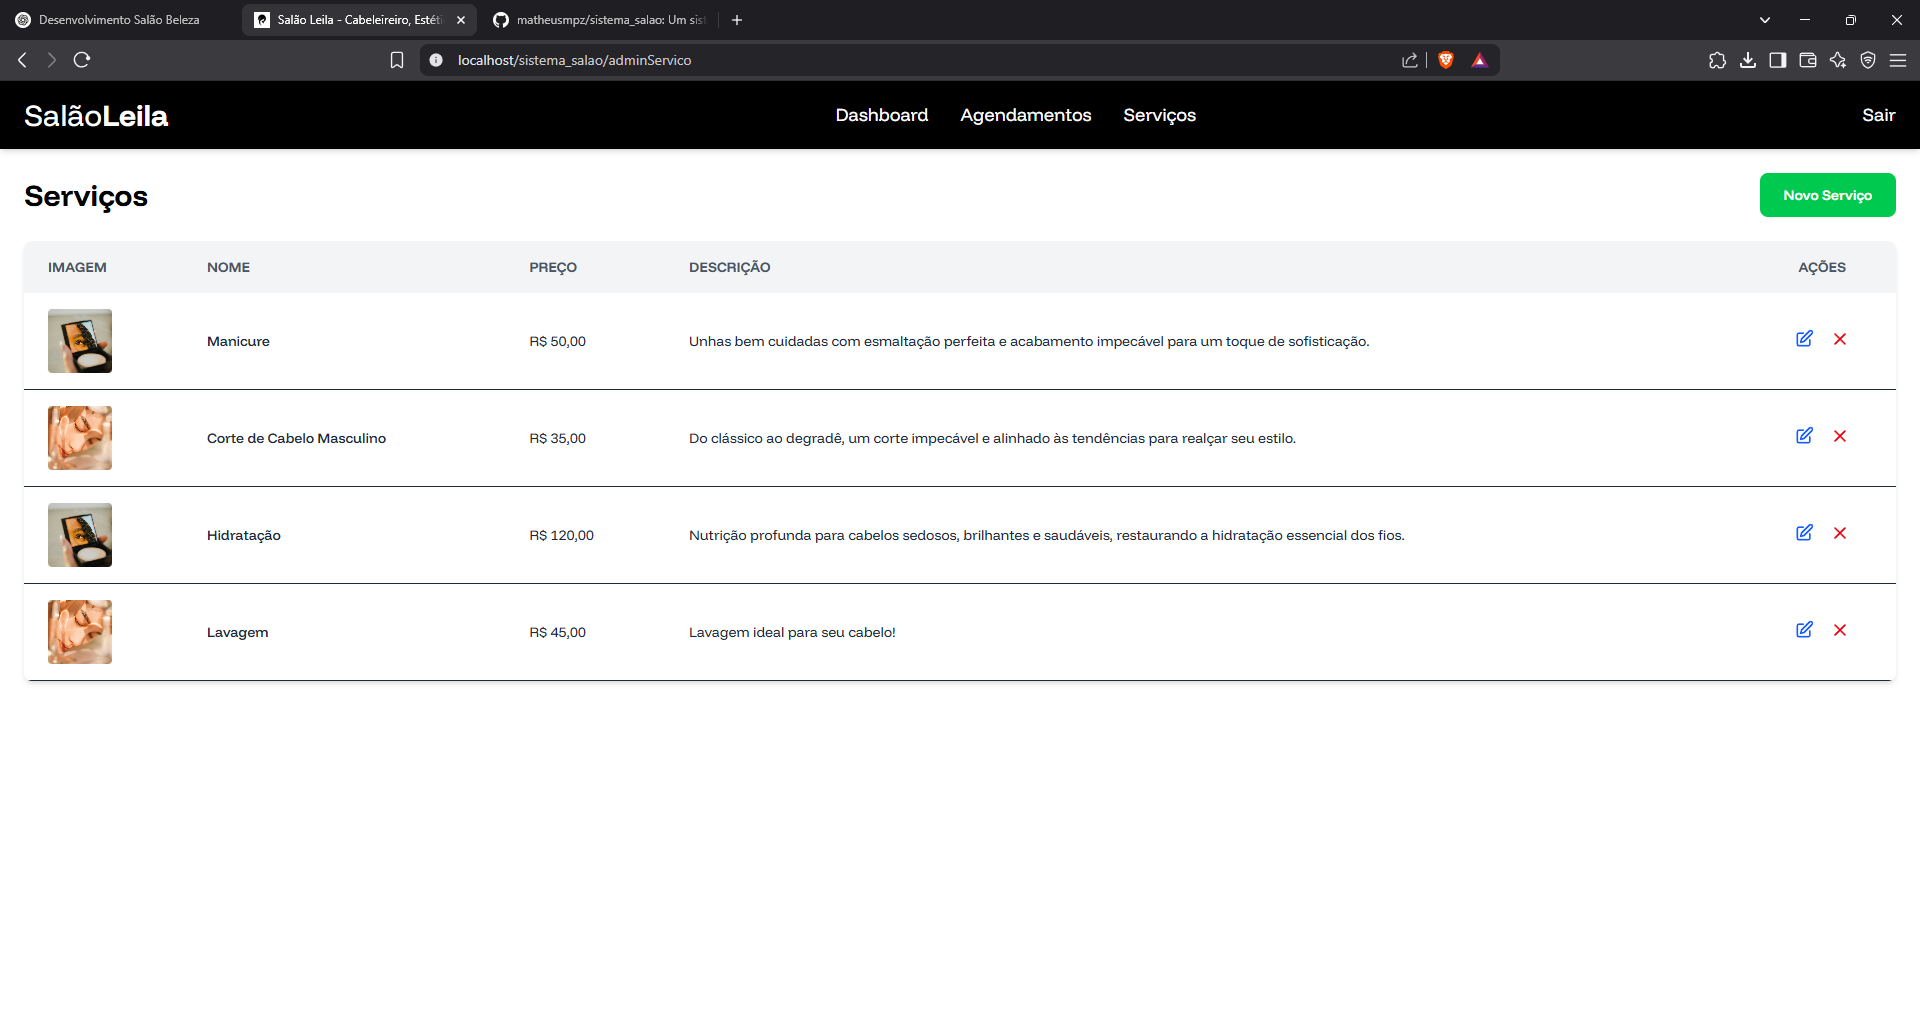 Desenvolvimento Salão Beleza
Salão Leila - Cabeleireiro, Estéti
matheusmpz/sistema_salao: Um sist
localhost/sistema_salao/adminServico
SalãoLeila
Dashboard
Agendamentos
Serviços
Sair
Serviços
Novo Serviço
IMAGEM NOME PREÇO DESCRIÇÃO AÇÕES
Manicure R$ 50,00 Unhas bem cuidadas com esmaltação perfeita e acabamento impecável para um toque de sofisticação.
Corte de Cabelo Masculino R$ 35,00 Do clássico ao degradê, um corte impecável e alinhado às tendências para realçar seu estilo.
Hidratação R$ 120,00 Nutrição profunda para cabelos sedosos, brilhantes e saudáveis, restaurando a hidratação essencial dos fios.
Lavagem R$ 45,00 Lavagem ideal para seu cabelo!